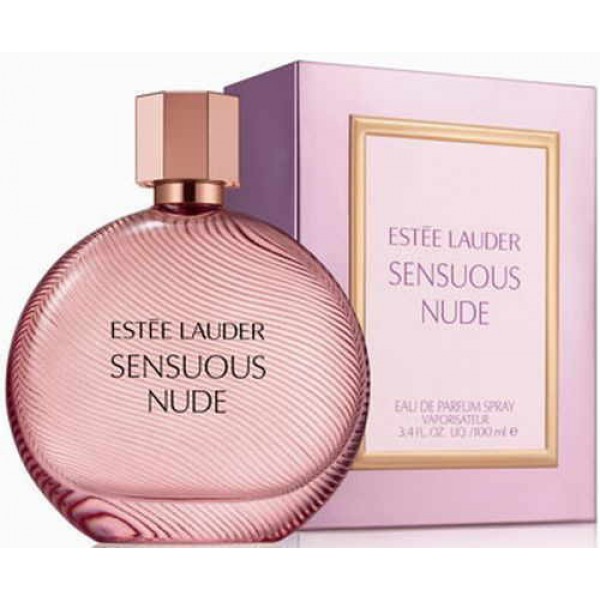 ESTĒE LAUDER
SENSUOUS
NUDE
ESTĒE LAUDER
SENSUOUS
NUDE
EAU DE PARFUM SPRAY
VAPORISATEUR
3.4 FL. OZ. LIQ./100 ml ℮